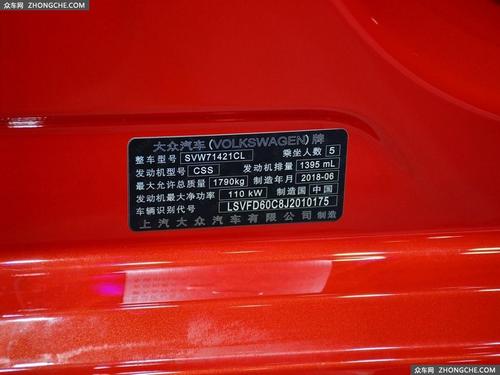 众车网 ZHONGCHE.COM
大众汽车(VOLKSWAGEN)牌
整车型号 SVW71421CL 乘坐人数 5
发动机型号 CSS 发动机排量 1395 mL
最大允许总质量 1790kg 制造年月 2018-06
发动机最大净功率 110 kW 制造国 中国
车辆识别代号 LSVFD60C8J2010175
上汽大众汽车有限公司 制造
众车网 ZHONGCHE.COM